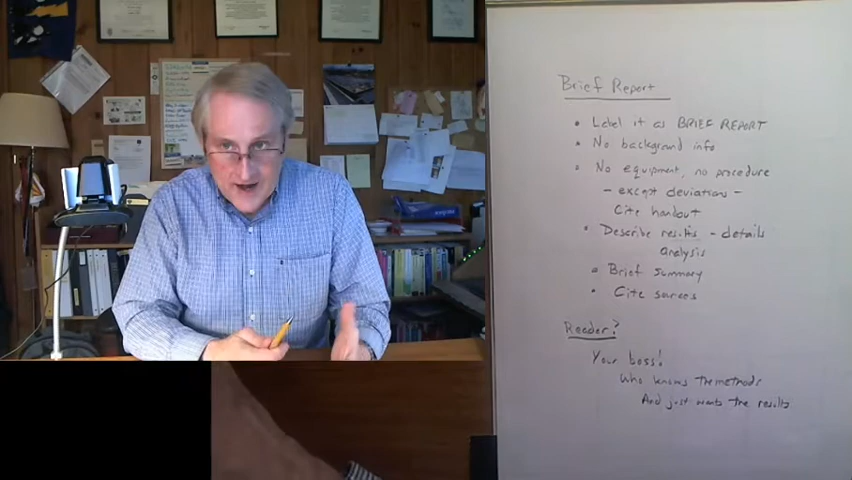 Brief Report
• Label it as BRIEF REPORT
• No background info
• No equipment, no procedure
- except deviations -
Cite handout
• Describe results - details
analysis
• Brief summary
• Cite sources
Reader?
Your boss!
Who knows the methods
And just wants the results